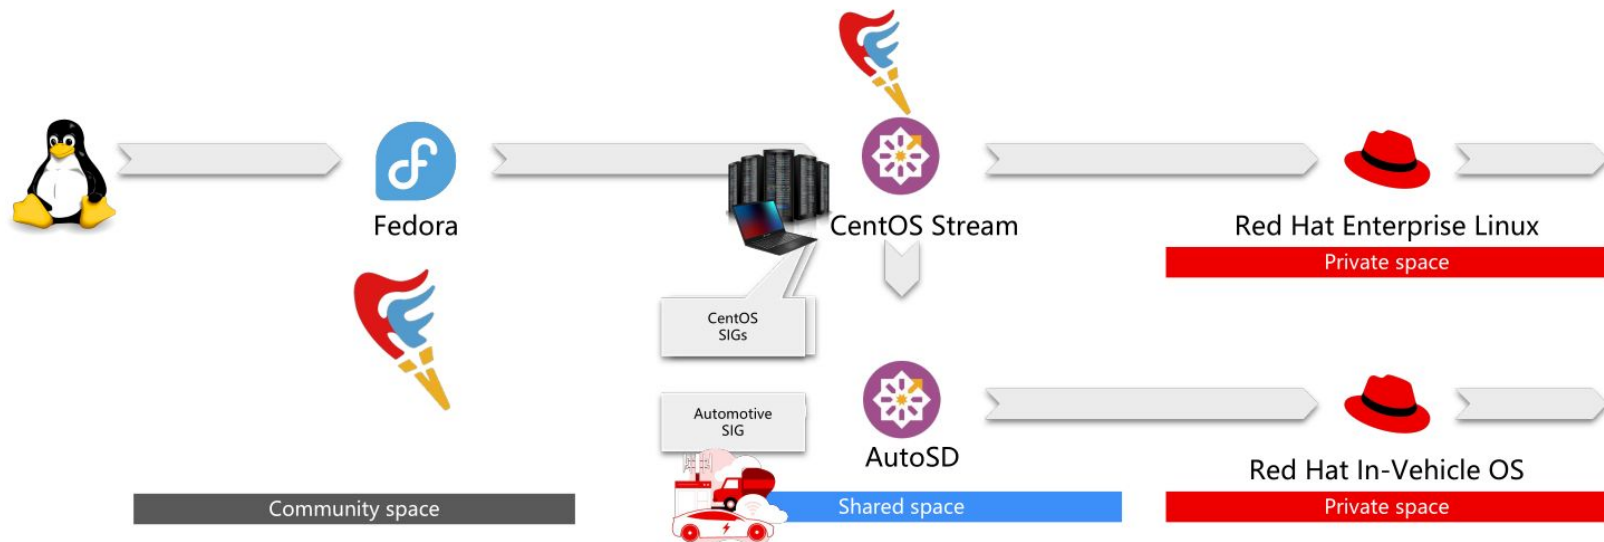 Fedora
CentOS Stream
Red Hat Enterprise Linux
Private space
CentOS
SIGs
Automotive
SIG
AutoSD
Red Hat In-Vehicle OS
Community space
Shared space
Private space